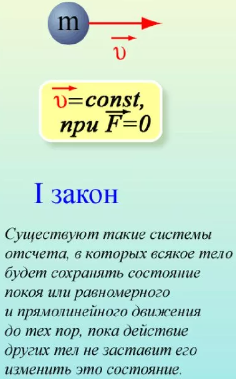 m
υ
υ=const,
при F=0
I закон
Существуют такие системы
отсчета, в которых всякое тело
будет сохранять состояние
покоя или равномерного
и прямолинейного движения
до тех пор, пока действие
других тел не заставит его
изменить это состояние.